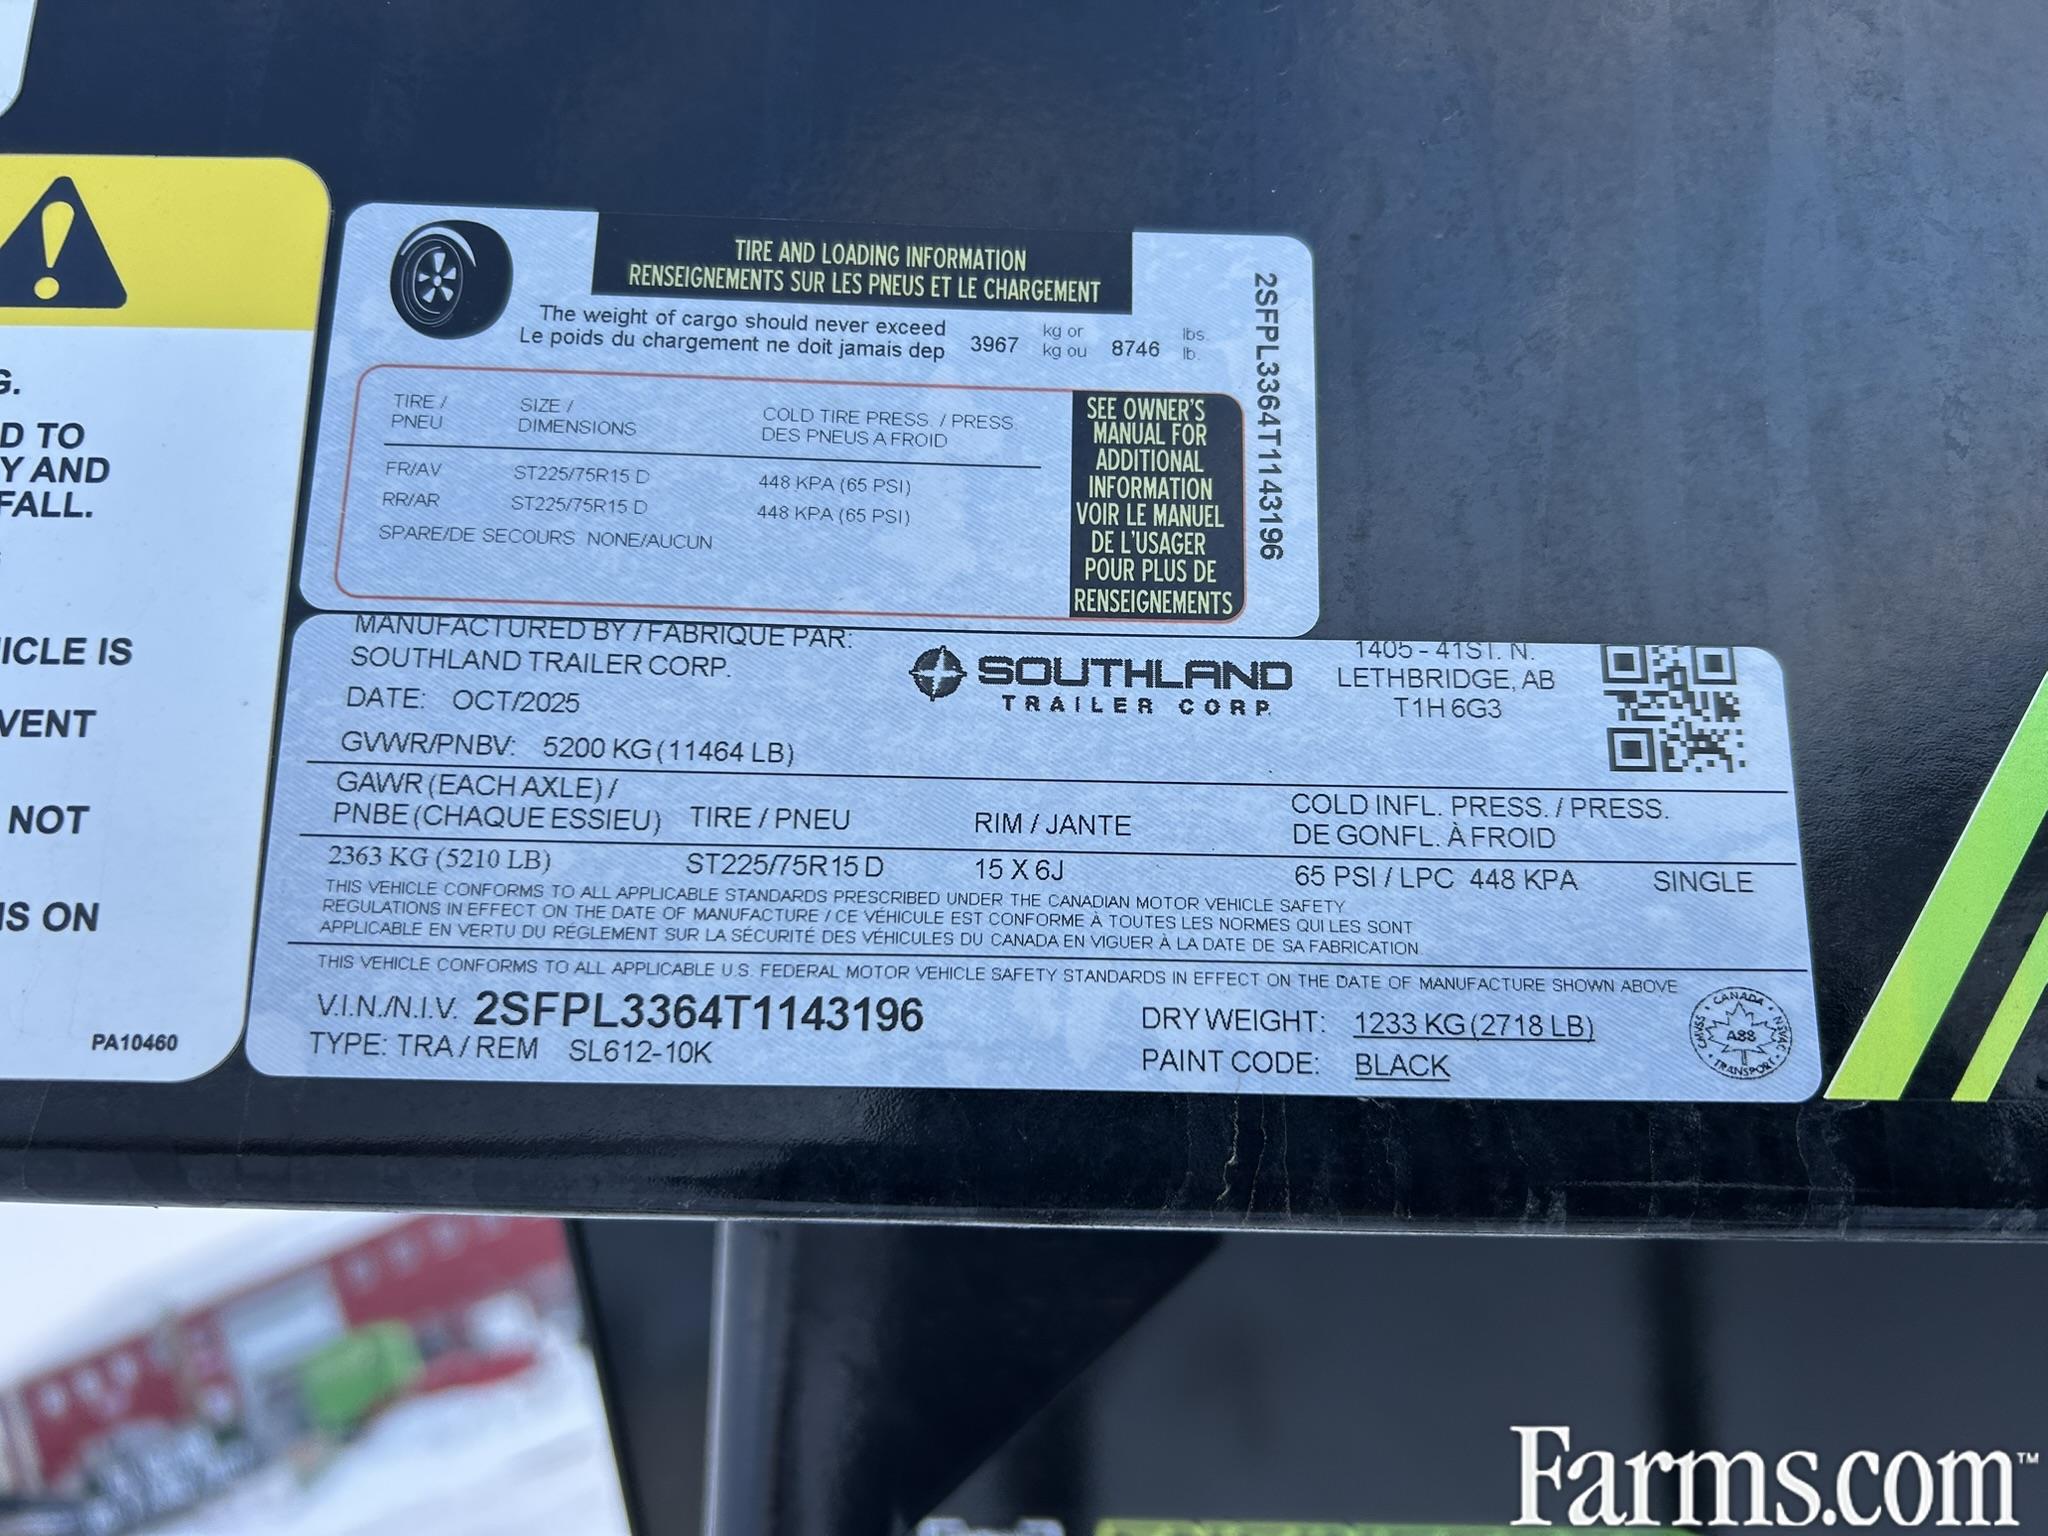 G.
D TO
Y AND
FALL.
ICLE IS
VENT
NOT
IS ON
PA10460
TIRE AND LOADING INFORMATION
RENSEIGNEMENTS SUR LES PNEUS ET LE CHARGEMENT
The weight of cargo should never exceed 3967 kg or 8746 lbs.
Le poids du chargement ne doit jamais dep kg ou lb.
TIRE / SIZE / COLD TIRE PRESS. / PRESS.
PNEU DIMENSIONS DES PNEUS A FROID
FR/AV ST225/75R15 D 448 KPA (65 PSI)
RR/AR ST225/75R15 D 448 KPA (65 PSI)
SPARE/DE SECOURS NONE/AUCUN
SEE OWNER'S
MANUAL FOR
ADDITIONAL
INFORMATION
VOIR LE MANUEL
DE L'USAGER
POUR PLUS DE
RENSEIGNEMENTS
2SFPL3364T1143196
MANUFACTURED BY / FABRIQUE PAR:
SOUTHLAND TRAILER CORP.
DATE: OCT/2025
GVWR/PNBV: 5200 KG (11464 LB)
SOUTHLAND
TRAILER CORP.
1405 - 41ST. N.
LETHBRIDGE, AB
T1H 6G3
GAWR (EACH AXLE) /
PNBE (CHAQUE ESSIEU) TIRE / PNEU RIM / JANTE COLD INFL. PRESS. / PRESS.
DE GONFL. À FROID
2363 KG (5210 LB) ST225/75R15 D 15 X 6J 65 PSI / LPC 448 KPA SINGLE
THIS VEHICLE CONFORMS TO ALL APPLICABLE STANDARDS PRESCRIBED UNDER THE CANADIAN MOTOR VEHICLE SAFETY
REGULATIONS IN EFFECT ON THE DATE OF MANUFACTURE / CE VÉHICULE EST CONFORME À TOUTES LES NORMES QUI LES SONT
APPLICABLE EN VERTU DU RÉGLEMENT SUR LA SÉCURITÉ DES VÉHICULES DU CANADA EN VIGUER À LA DATE DE SA FABRICATION.
THIS VEHICLE CONFORMS TO ALL APPLICABLE U.S. FEDERAL MOTOR VEHICLE SAFETY STANDARDS IN EFFECT ON THE DATE OF MANUFACTURE SHOWN ABOVE
V.I.N./N.I.V. 2SFPL3364T1143196
TYPE: TRA / REM SL612-10K
DRY WEIGHT: 1233 KG (2718 LB)
PAINT CODE: BLACK
CANADA
CMVSS A88 NSVAC
TRANSPORT
Farms.com™